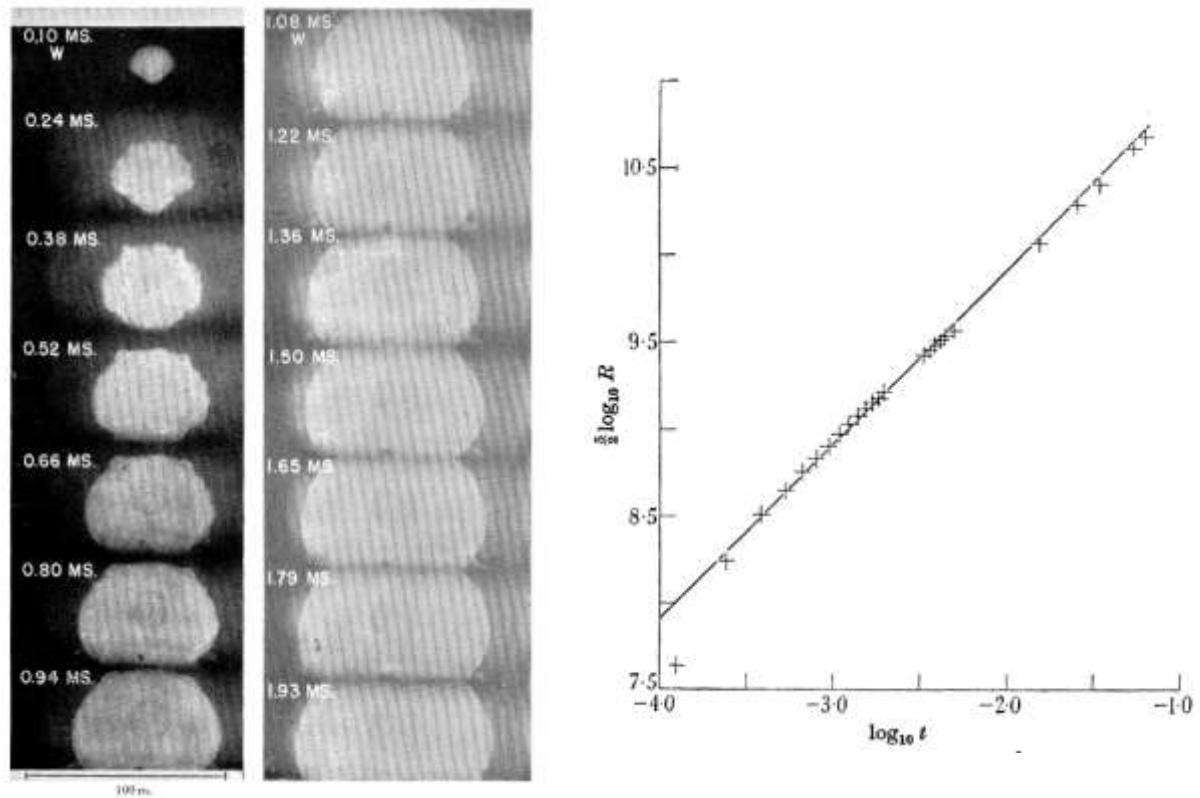 0.10 MS.
W
0.24 MS.
0.38 MS.
0.52 MS.
0.66 MS.
0.80 MS.
0.94 MS.
100 m.
1.08 MS.
W
1.22 MS.
1.36 MS.
1.50 MS.
1.65 MS.
1.79 MS.
1.93 MS.
10·5
9·5
8·5
7·5
log₁₀ R
-4·0 -3·0 -2·0 -1·0
log₁₀ t